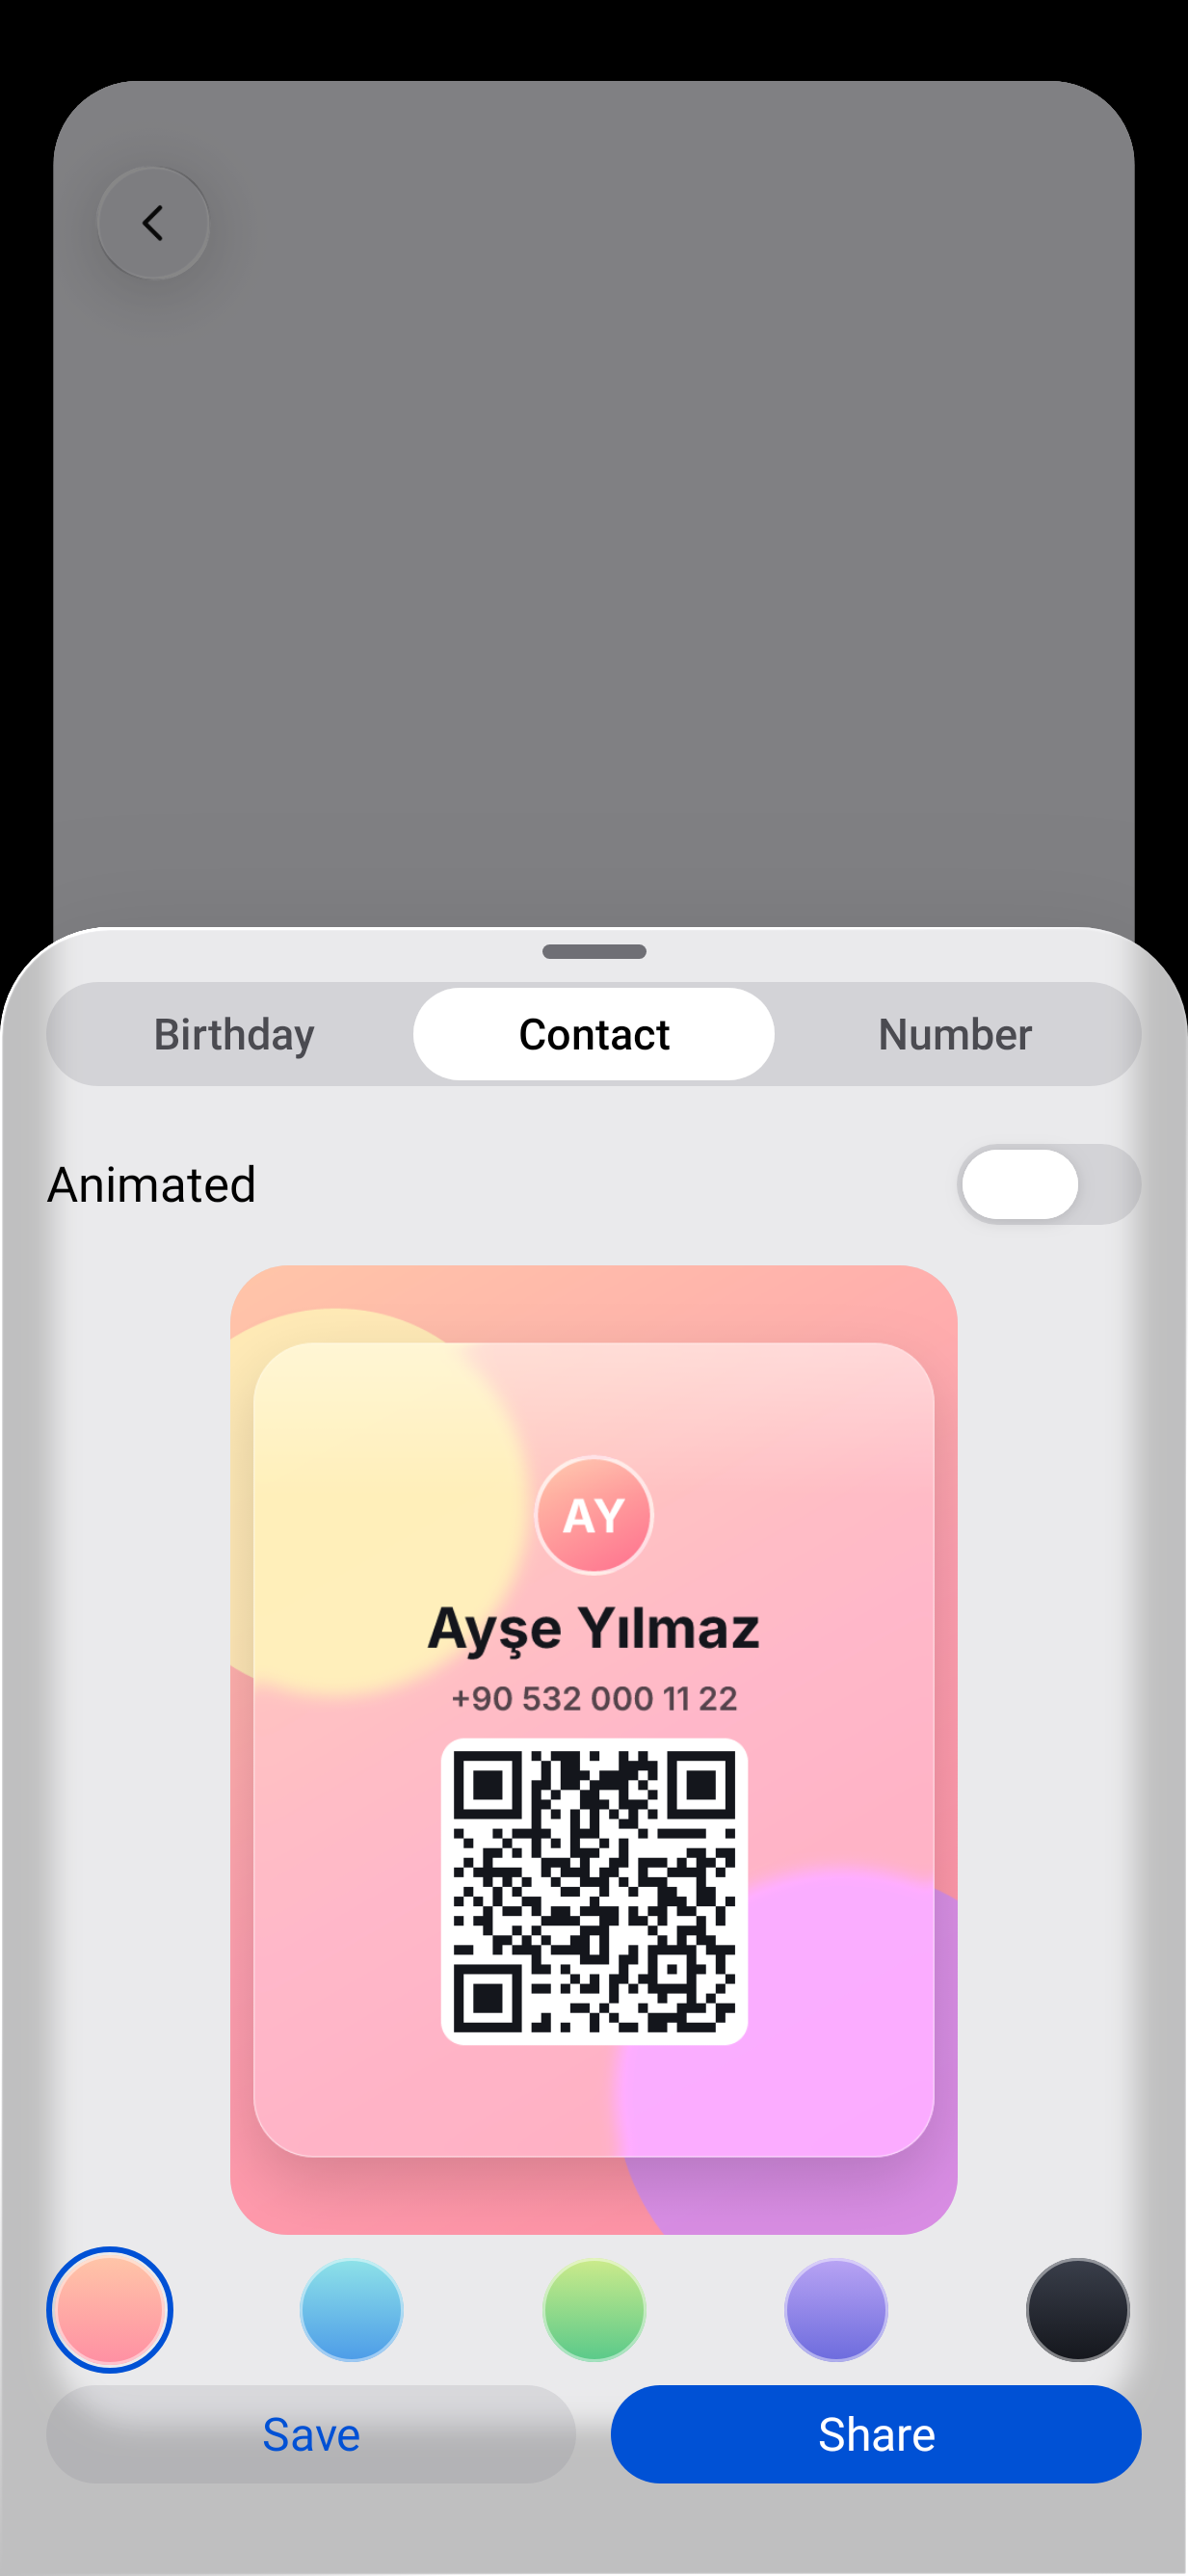 Birthday
Contact
Number
Animated
AY
Ayşe Yılmaz
+90 532 000 11 22
Save
Share